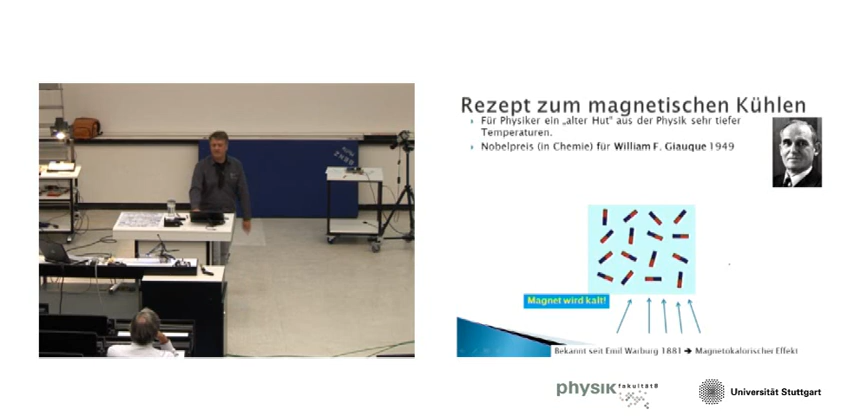 Rezept zum magnetischen Kühlen
Für Physiker ein „alter Hut" aus der Physik sehr tiefer
Temperaturen.
Nobelpreis (in Chemie) für William F. Giauque 1949
Magnet wird kalt!
Bekannt seit Emil Warburg 1881 ➔ Magnetokalorischer Effekt
physik fakultät8
Universität Stuttgart